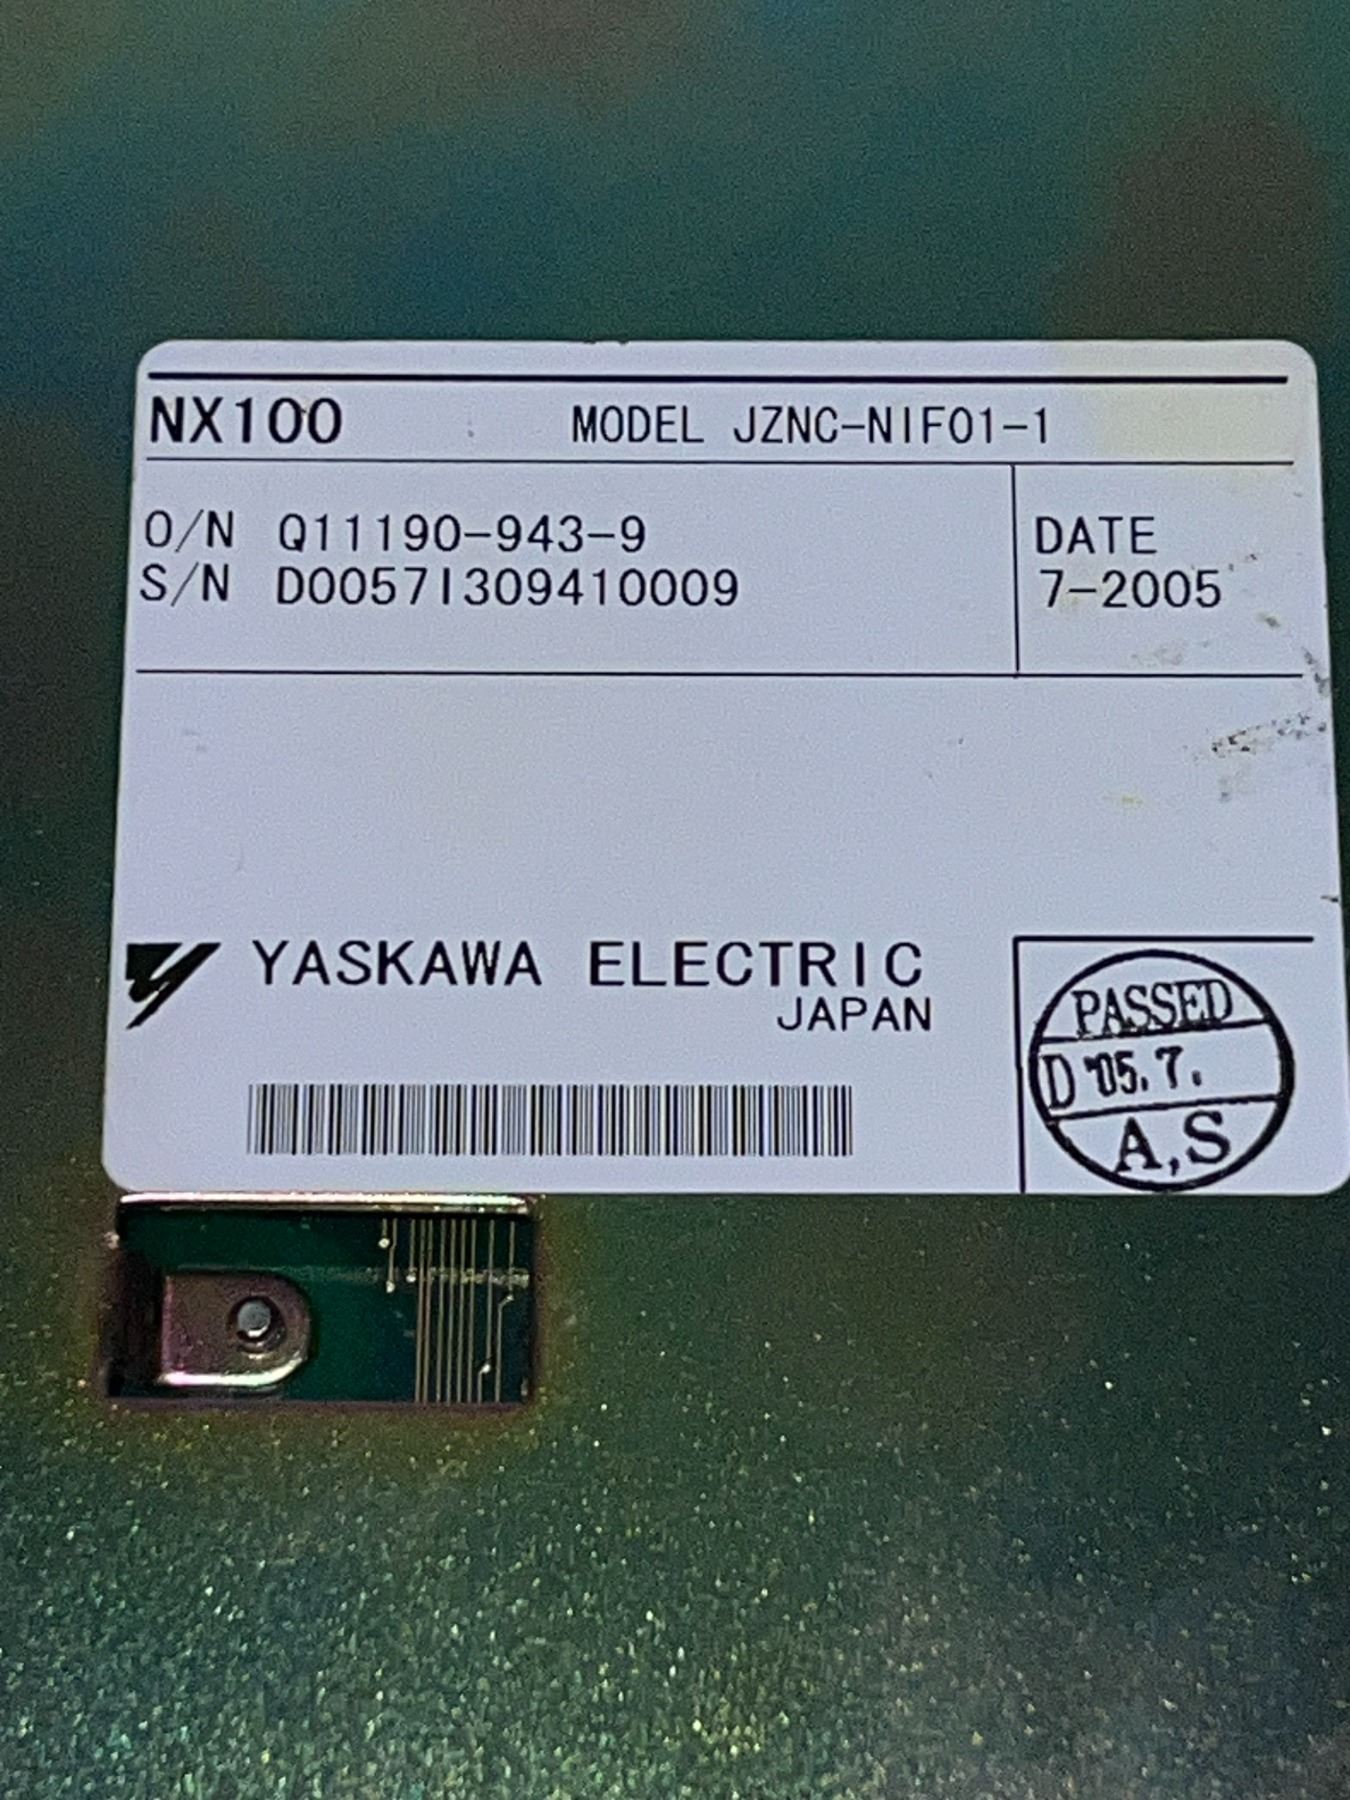 NX100 MODEL JZNC-NIF01-1
O/N Q11190-943-9
S/N D0057I309410009
DATE
7-2005
YASKAWA ELECTRIC
JAPAN
PASSED
D '05.7.
A,S